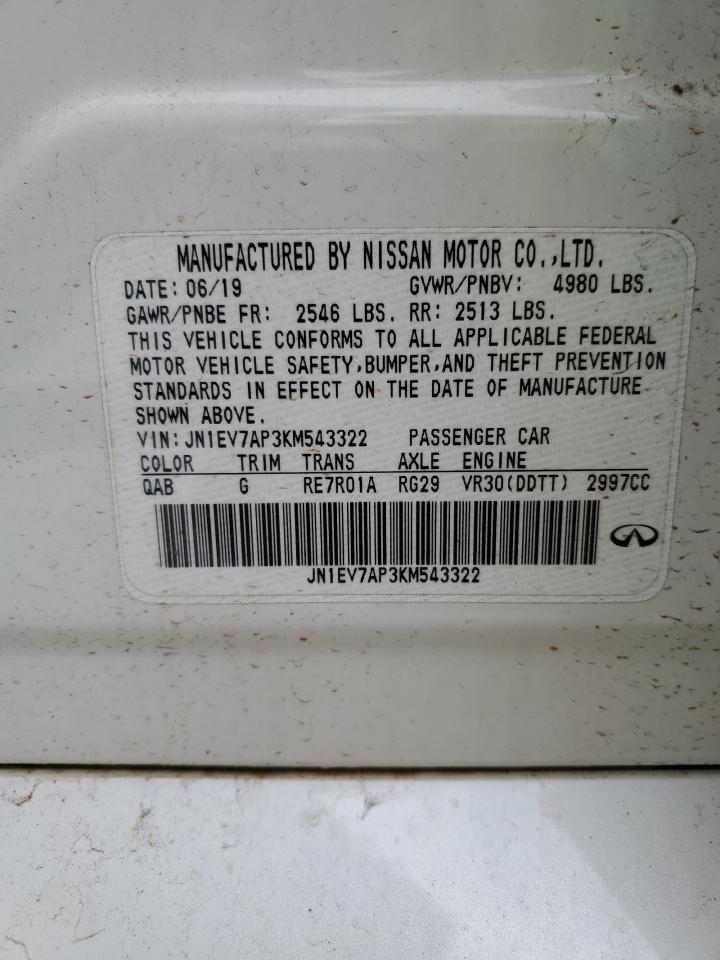 MANUFACTURED BY NISSAN MOTOR CO.,LTD.
DATE: 06/19 GVWR/PNBV: 4980 LBS.
GAWR/PNBE FR: 2546 LBS. RR: 2513 LBS.
THIS VEHICLE CONFORMS TO ALL APPLICABLE FEDERAL
MOTOR VEHICLE SAFETY,BUMPER,AND THEFT PREVENTION
STANDARDS IN EFFECT ON THE DATE OF MANUFACTURE
SHOWN ABOVE.
VIN:JN1EV7AP3KM543322 PASSENGER CAR
COLOR TRIM TRANS AXLE ENGINE
QAB G RE7R01A RG29 VR30(DDTT) 2997CC
JN1EV7AP3KM543322